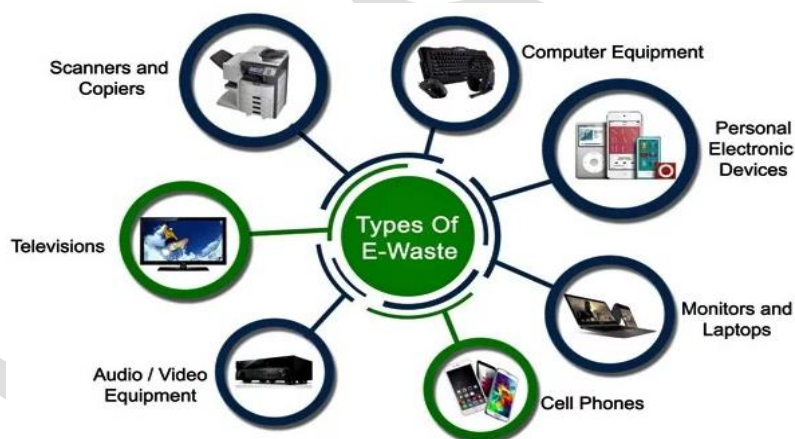 Types Of
E-Waste
Scanners and
Copiers
Computer Equipment
Personal
Electronic
Devices
Televisions
Monitors and
Laptops
Audio / Video
Equipment
Cell Phones